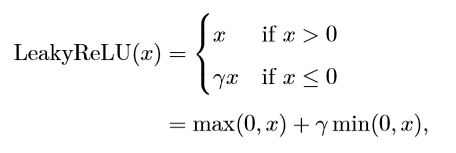 LeakyReLU(x) = { x if x > 0
γx if x ≤ 0
= max(0, x) + γ min(0, x),